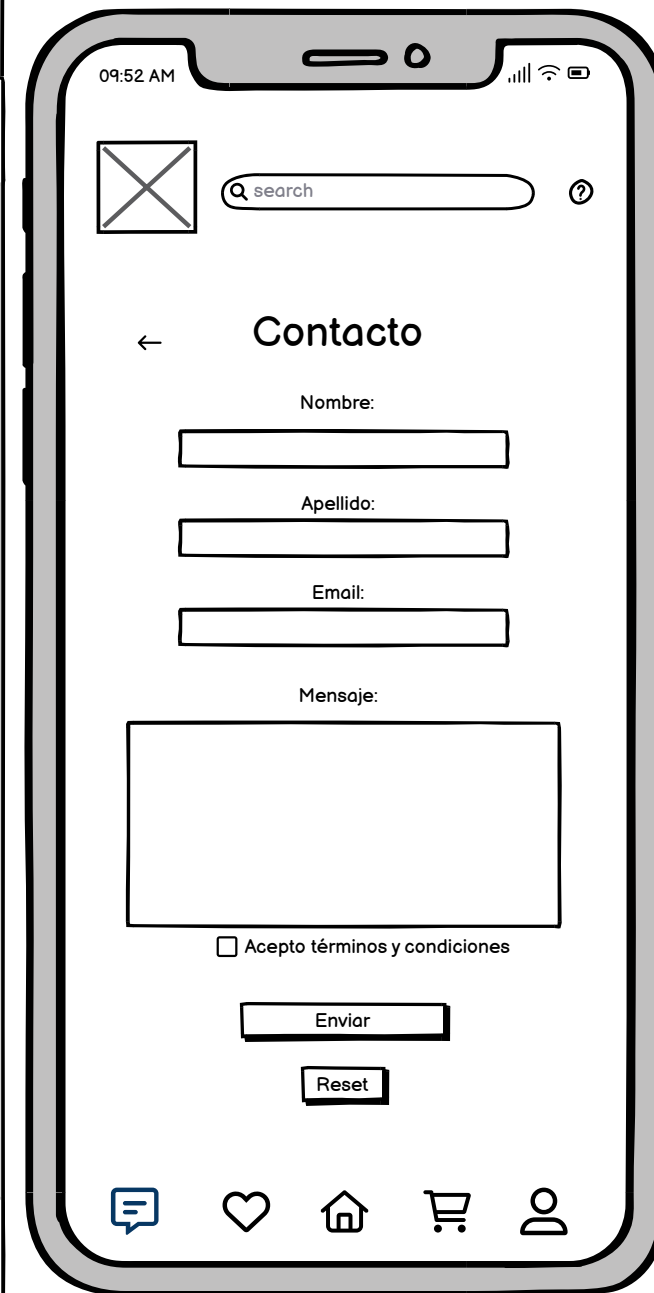 09:52 AM
search
Contacto
Nombre:
Apellido:
Email:
Mensaje:
Acepto términos y condiciones
Enviar
Reset